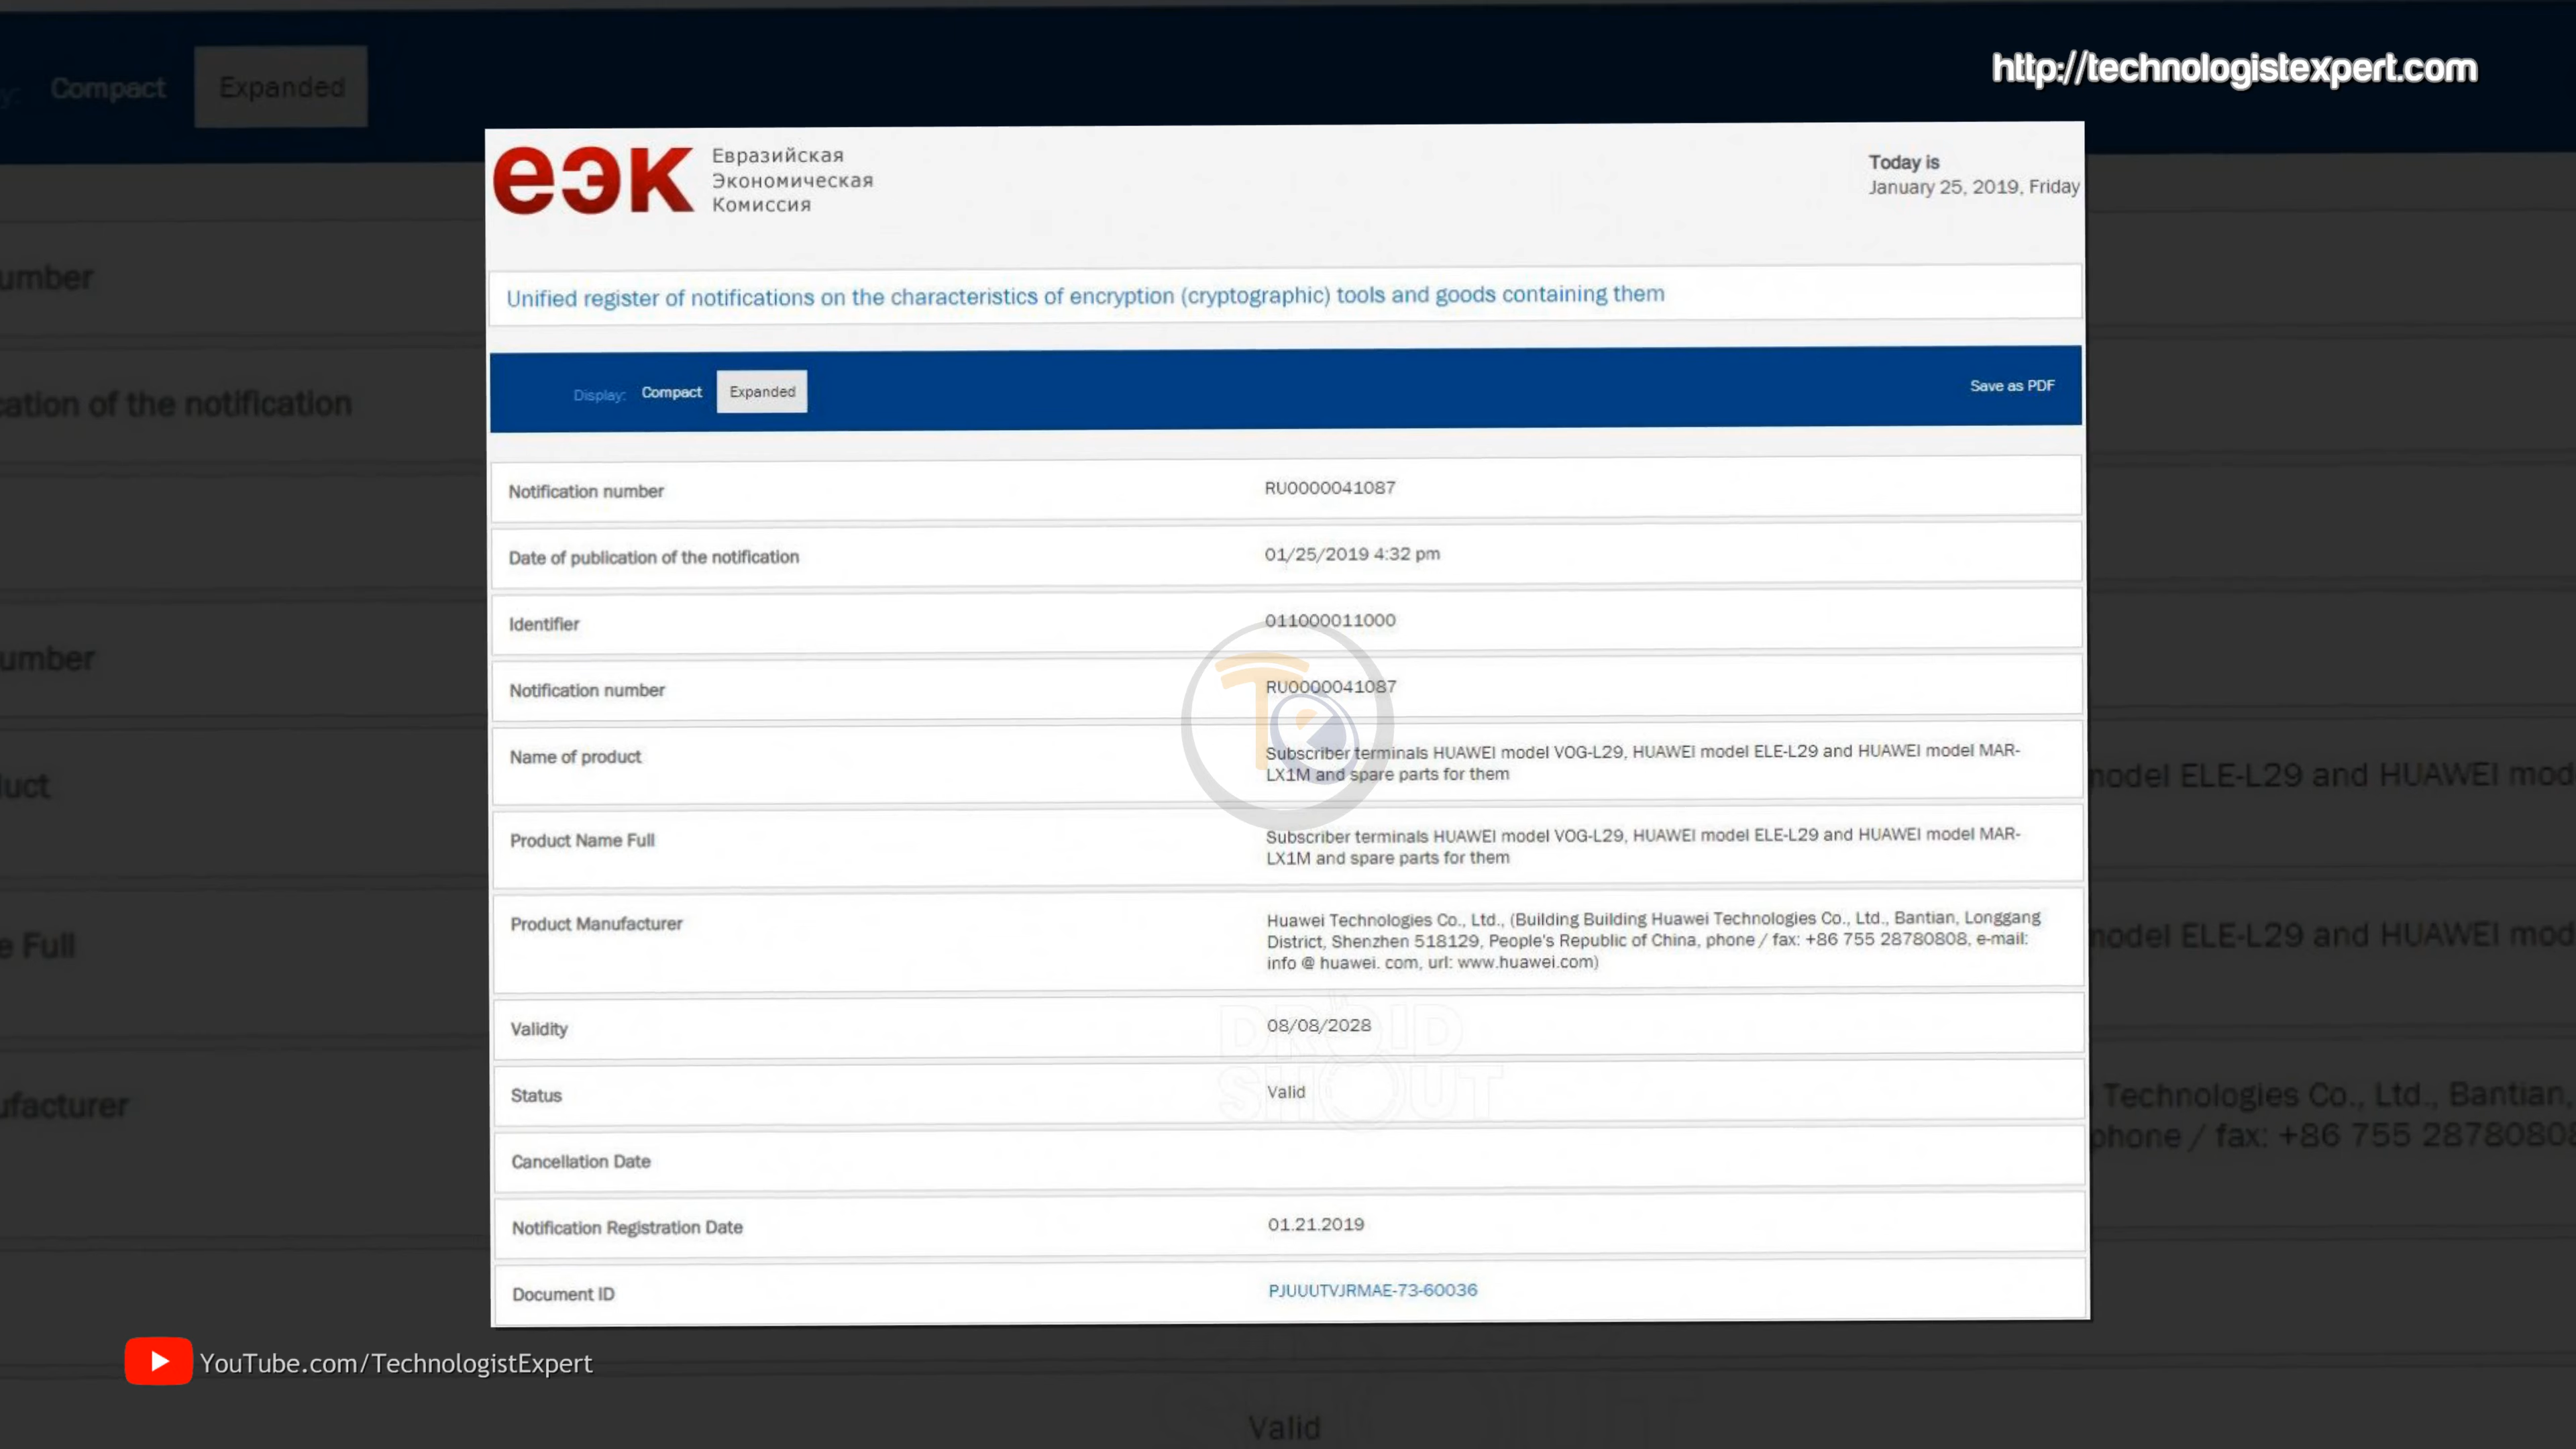 y: Compact Expanded
http://technologistexpert.com
еэк
Евразийская
Экономическая
Комиссия
Today is
January 25, 2019, Friday
Unified register of notifications on the characteristics of encryption (cryptographic) tools and goods containing them
Display: Compact Expanded Save as PDF
Notification number RU0000041087
Date of publication of the notification 01/25/2019 4:32 pm
Identifier 011000011000
Notification number RU0000041087
Name of product Subscriber terminals HUAWEI model VOG-L29, HUAWEI model ELE-L29 and HUAWEI model MAR-
LX1M and spare parts for them
Product Name Full Subscriber terminals HUAWEI model VOG-L29, HUAWEI model ELE-L29 and HUAWEI model MAR-
LX1M and spare parts for them
Product Manufacturer Huawei Technologies Co., Ltd., (Building Building Huawei Technologies Co., Ltd., Bantian, Longgang
District, Shenzhen 518129, People's Republic of China, phone / fax: +86 755 28780808, e-mail:
info @ huawei. com, url: www.huawei.com)
Validity 08/08/2028
DROID
SHOUT
Status Valid
Cancellation Date
Notification Registration Date 01.21.2019
Document ID PJUUUTVJRMAE-73-60036
YouTube.com/TechnologistExpert
umber
cation of the notification
umber
duct
model ELE-L29 and HUAWEI mod
e Full
model ELE-L29 and HUAWEI mod
ufacturer
Technologies Co., Ltd., Bantian,
phone / fax: +86 755 28780808
Valid